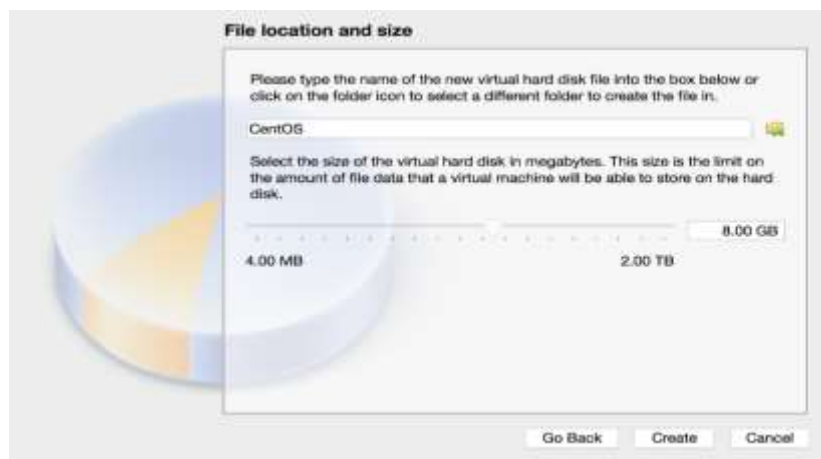 File location and size
Please type the name of the new virtual hard disk file into the box below or
click on the folder icon to select a different folder to create the file in.
CentOS
Select the size of the virtual hard disk in megabytes. This size is the limit on
the amount of file data that a virtual machine will be able to store on the hard
disk.
8.00 GB
4.00 MB 2.00 TB
Go Back Create Cancel